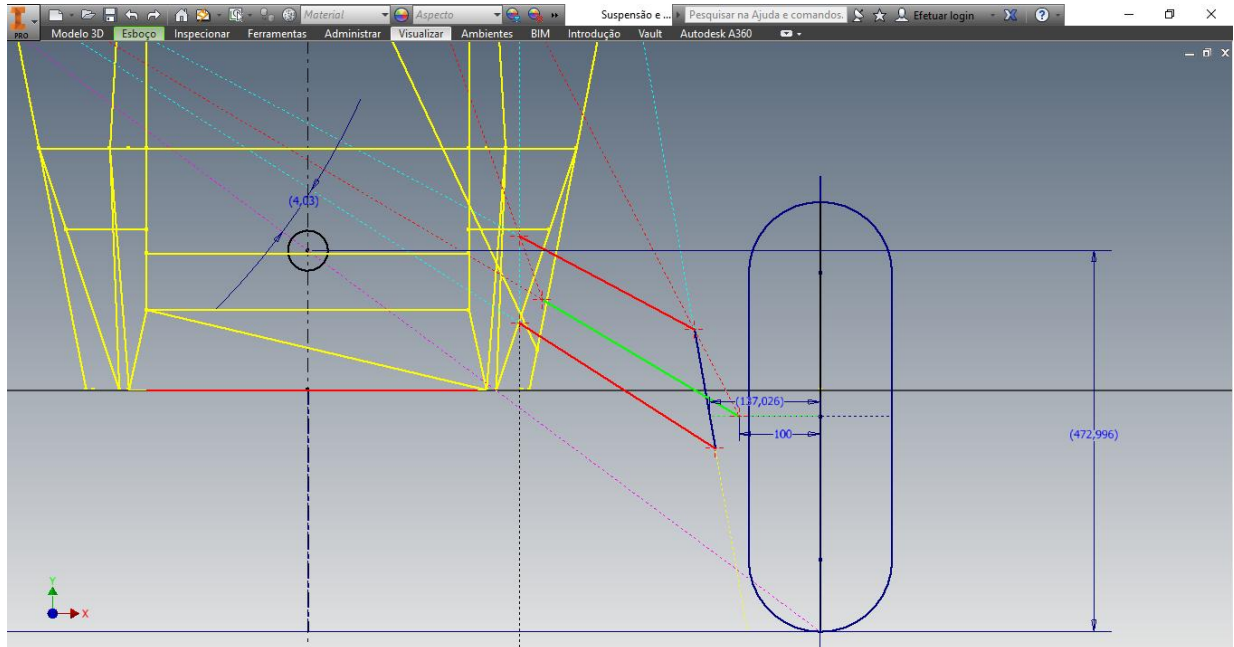 Material Aspecto Suspensão e ... Pesquisar na Ajuda e comandos. Efetuar login
PRO Modelo 3D Esboço Inspecionar Ferramentas Administrar Visualizar Ambientes BIM Introdução Vault Autodesk A360
(4,03)
(137,026)
100
(472,996)
Y
X